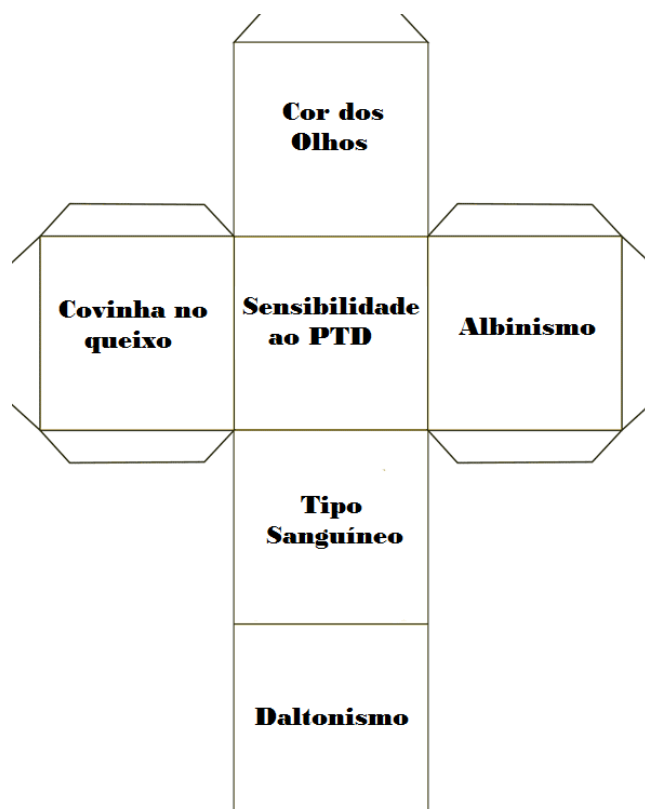 Cor dos
Olhos
Covinha no
queixo
Sensibilidade
ao PTD
Albinismo
Tipo
Sanguíneo
Daltonismo